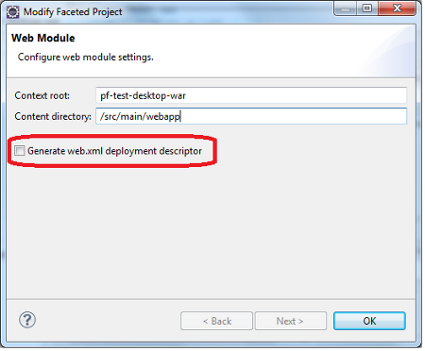 Modify Faceted Project
Web Module
Configure web module settings.
Context root: pf-test-desktop-war
Content directory: /src/main/webapp
Generate web.xml deployment descriptor
? < Back Next > OK